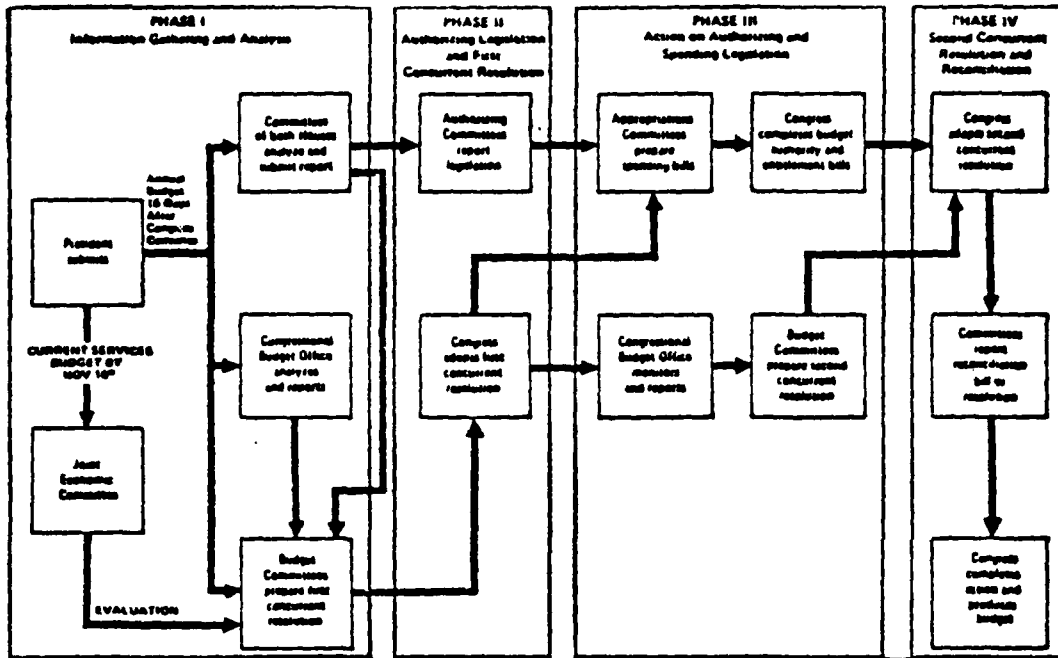 PHASE I
Information Gathering and Analysis
Committees
of both Houses
analyze and
submit report
Annual
Budget
15 Days
After
Congress
Convenes
President
submits
CURRENT SERVICES
BUDGET BY
NOV 10
Congressional
Budget Office
analyzes
and reports
Joint
Economic
Committee
Budget
Committees
prepare first
concurrent
resolution
EVALUATION
PHASE II
Authorizing Legislation
and First
Concurrent Resolution
Authorizing
Committees
report
legislation
Congress
adopts first
concurrent
resolution
PHASE III
Action on Authorizing and
Spending Legislation
Appropriations
Committees
prepare
spending bills
Congress
completes budget
authority and
entitlement bills
Congressional
Budget Office
monitors
and reports
Budget
Committees
prepare second
concurrent
resolution
PHASE IV
Second Concurrent
Resolution and
Reconciliation
Congress
adopts second
concurrent
resolution
Committees
report
reconciliation
bill or
resolution
Congress
completes
action and
produces
budget